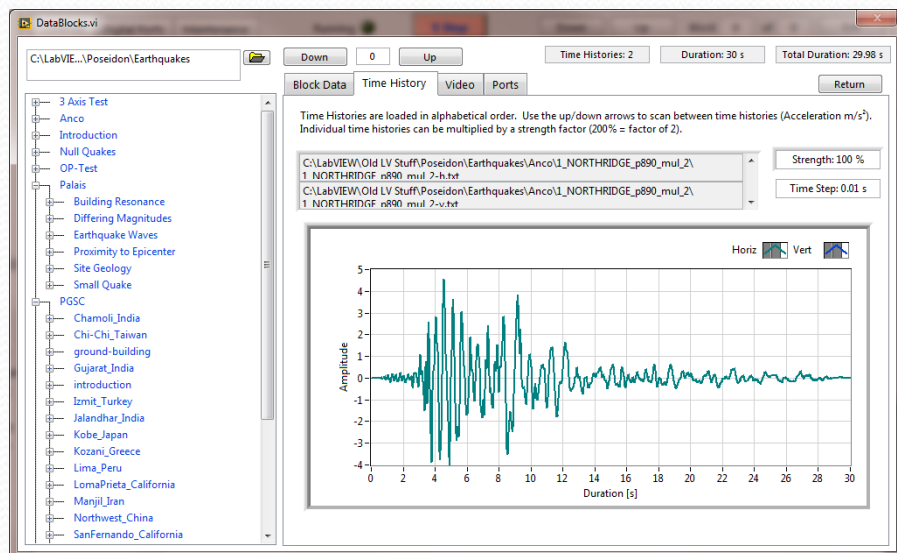 DataBlocks.vi
C:\LabVIE...\Poseidon\Earthquakes
Down 0 Up
Time Histories: 2 Duration: 30 s Total Duration: 29.98 s
Block Data Time History Video Ports
Return
3 Axis Test
Anco
Introduction
Null Quakes
OP-Test
Palais
Building Resonance
Differing Magnitudes
Earthquake Waves
Proximity to Epicenter
Site Geology
Small Quake
PGSC
Chamoli_India
Chi-Chi_Taiwan
ground-building
Gujarat_India
introduction
Izmit_Turkey
Jalandhar_India
Kobe_Japan
Kozani_Greece
Lima_Peru
LomaPrieta_California
Manjil_Iran
Northwest_China
SanFernando_California
Time Histories are loaded in alphabetical order. Use the up/down arrows to scan between time histories (Acceleration m/s²).
Individual time histories can be multiplied by a strength factor (200% = factor of 2).
C:\LabVIEW\Old LV Stuff\Poseidon\Earthquakes\Anco\1_NORTHRIDGE_p890_mul_2\
1_NORTHRIDGE_p890_mul_2-h.txt
C:\LabVIEW\Old LV Stuff\Poseidon\Earthquakes\Anco\1_NORTHRIDGE_p890_mul_2\
1_NORTHRIDGE_p890_mul_2-v.txt
Strength: 100 %
Time Step: 0.01 s
Horiz Vert
Amplitude
5
4
3
2
1
0
-1
-2
-3
-4
0 2 4 6 8 10 12 14 16 18 20 22 24 26 28 30
Duration [s]